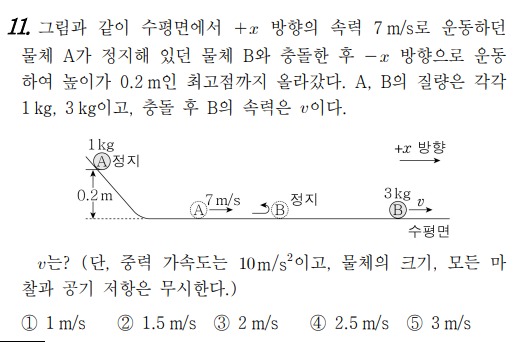 11. 그림과 같이 수평면에서 +x 방향의 속력 7 m/s로 운동하던
물체 A가 정지해 있던 물체 B와 충돌한 후 −x 방향으로 운동
하여 높이가 0.2 m인 최고점까지 올라갔다. A, B의 질량은 각각
1 kg, 3 kg이고, 충돌 후 B의 속력은 v이다.
1 kg
A 정지
+x 방향
0.2 m
7 m/s
정지
3 kg
v
A
B
B
수평면
v는? (단, 중력 가속도는 10 m/s²이고, 물체의 크기, 모든 마
찰과 공기 저항은 무시한다.)
① 1 m/s ② 1.5 m/s ③ 2 m/s ④ 2.5 m/s ⑤ 3 m/s